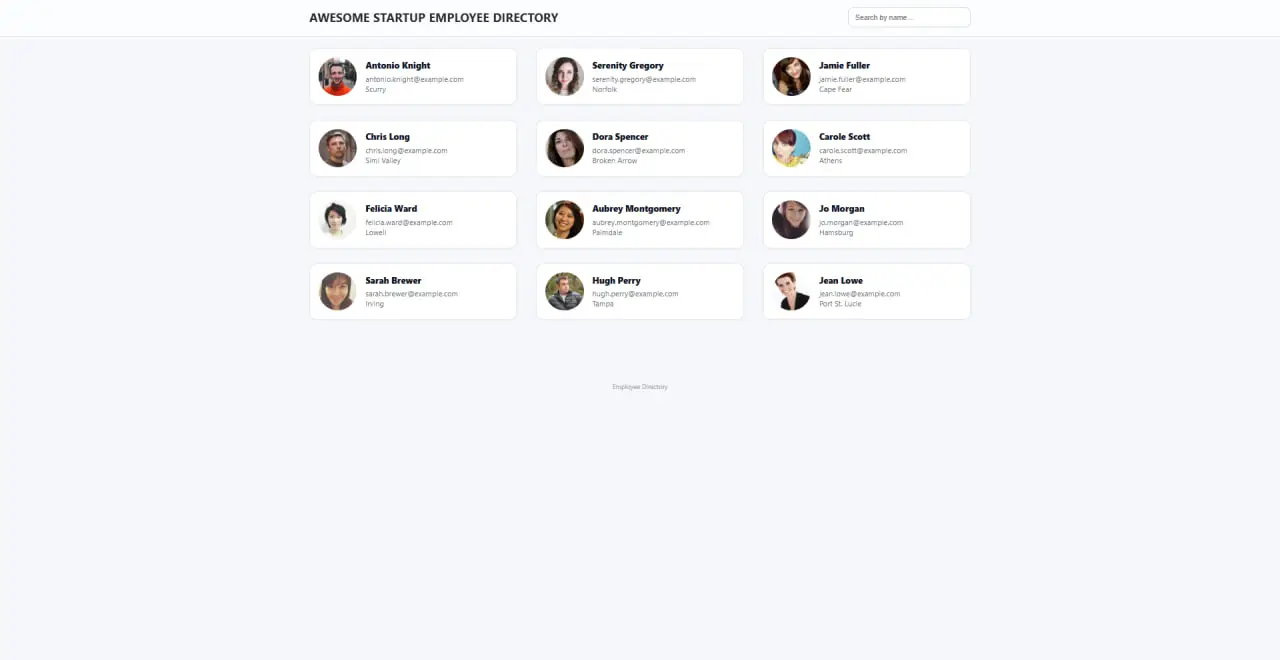 AWESOME STARTUP EMPLOYEE DIRECTORY
Search by name...
Antonio Knight
antonio.knight@example.com
Scurry
Serenity Gregory
serenity.gregory@example.com
Norfolk
Jamie Fuller
jamie.fuller@example.com
Cape Fear
Chris Long
chris.long@example.com
Simi Valley
Dora Spencer
dora.spencer@example.com
Broken Arrow
Carole Scott
carole.scott@example.com
Athens
Felicia Ward
felicia.ward@example.com
Lowell
Aubrey Montgomery
aubrey.montgomery@example.com
Palmdale
Jo Morgan
jo.morgan@example.com
Hamsburg
Sarah Brewer
sarah.brewer@example.com
Irving
Hugh Perry
hugh.perry@example.com
Tampa
Jean Lowe
jean.lowe@example.com
Port St. Lucie
Employee Directory